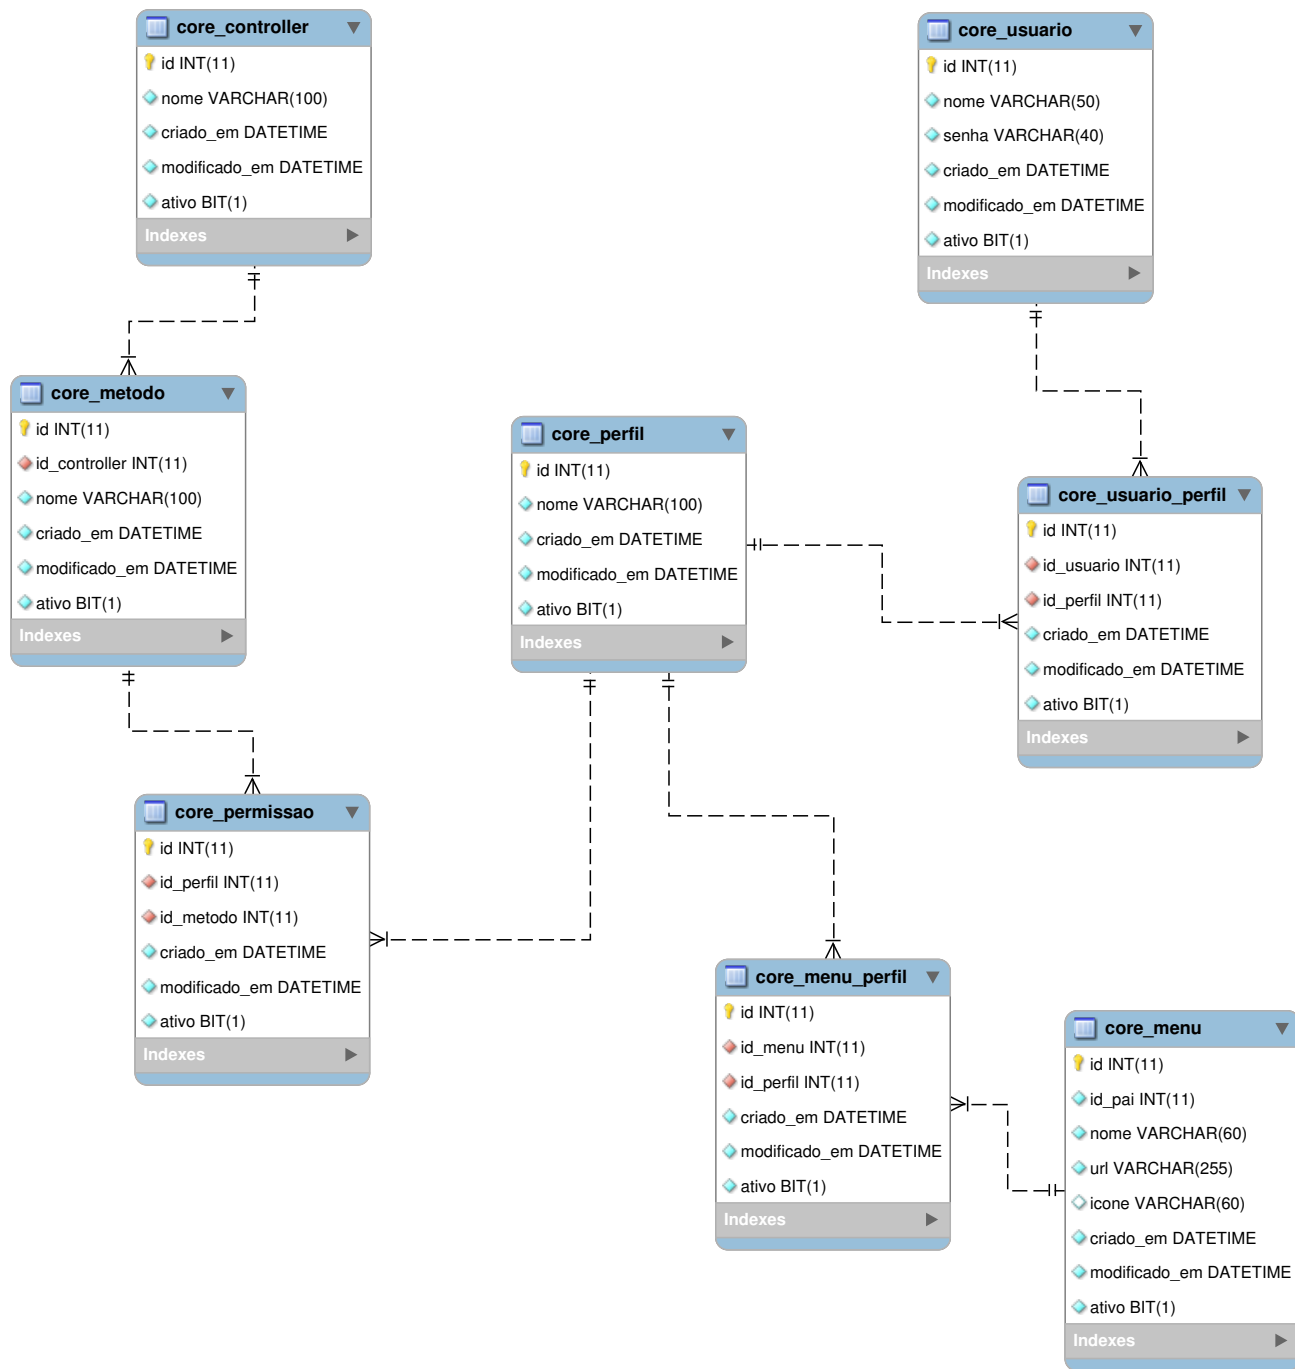 core_controller
id INT(11)
nome VARCHAR(100)
criado_em DATETIME
modificado_em DATETIME
ativo BIT(1)
Indexes
core_usuario
id INT(11)
nome VARCHAR(50)
senha VARCHAR(40)
criado_em DATETIME
modificado_em DATETIME
ativo BIT(1)
Indexes
core_metodo
id INT(11)
id_controller INT(11)
nome VARCHAR(100)
criado_em DATETIME
modificado_em DATETIME
ativo BIT(1)
Indexes
core_perfil
id INT(11)
nome VARCHAR(100)
criado_em DATETIME
modificado_em DATETIME
ativo BIT(1)
Indexes
core_usuario_perfil
id INT(11)
id_usuario INT(11)
id_perfil INT(11)
criado_em DATETIME
modificado_em DATETIME
ativo BIT(1)
Indexes
core_permissao
id INT(11)
id_perfil INT(11)
id_metodo INT(11)
criado_em DATETIME
modificado_em DATETIME
ativo BIT(1)
Indexes
core_menu_perfil
id INT(11)
id_menu INT(11)
id_perfil INT(11)
criado_em DATETIME
modificado_em DATETIME
ativo BIT(1)
Indexes
core_menu
id INT(11)
id_pai INT(11)
nome VARCHAR(60)
url VARCHAR(255)
icone VARCHAR(60)
criado_em DATETIME
modificado_em DATETIME
ativo BIT(1)
Indexes